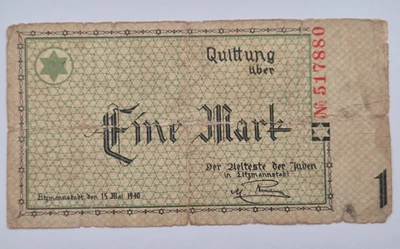 Quittung
über
Eine Mark
Der Aelteste der Juden
in Litzmannstadt
Litzmannstadt, den 15. Mai 1940
№ 517880
1